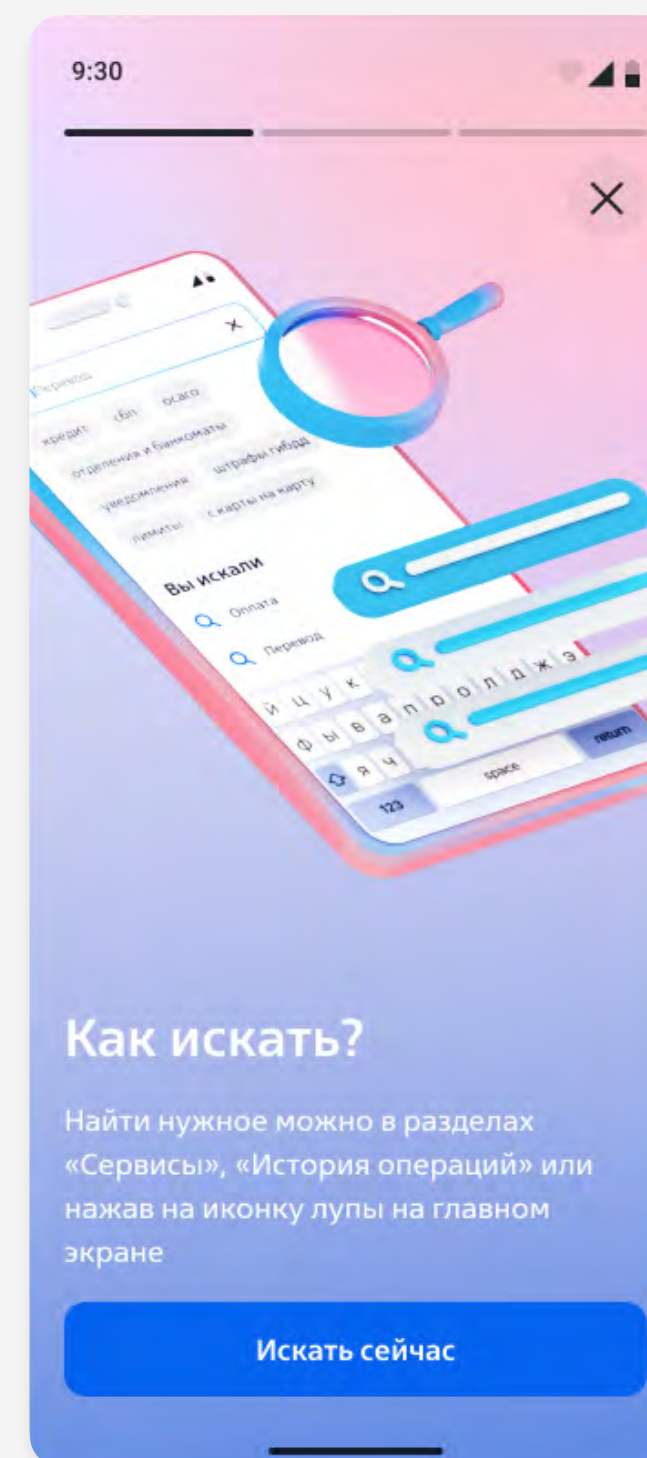 9:30
Перевод
кредит сбп осаго
отделения и банкоматы
уведомления штрафы гибдд
лимиты с карты на карту
Вы искали
Оплата
Перевод
й ц у к
ф ы в а п р о л д ж э
я ч
123 space return
Как искать?
Найти нужное можно в разделах
«Сервисы», «История операций» или
нажав на иконку лупы на главном
экране
Искать сейчас